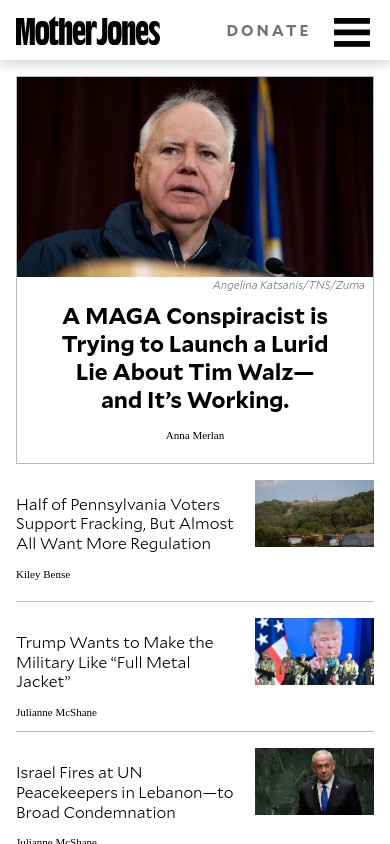 Mother Jones
DONATE
Angelina Katsanis/TNS/Zuma
A MAGA Conspiracist is
Trying to Launch a Lurid
Lie About Tim Walz—
and It’s Working.
Anna Merlan
Half of Pennsylvania Voters
Support Fracking, But Almost
All Want More Regulation
Kiley Bense
Trump Wants to Make the
Military Like “Full Metal
Jacket”
Julianne McShane
Israel Fires at UN
Peacekeepers in Lebanon—to
Broad Condemnation
Julianne McShane